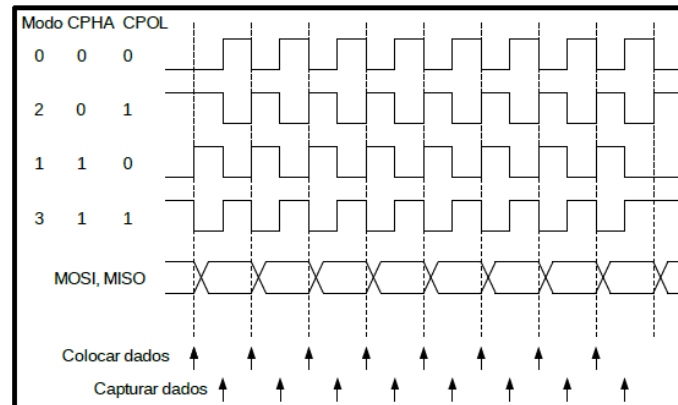 Modo CPHA CPOL
0 0 0
2 0 1
1 1 0
3 1 1
MOSI, MISO
Colocar dados
Capturar dados